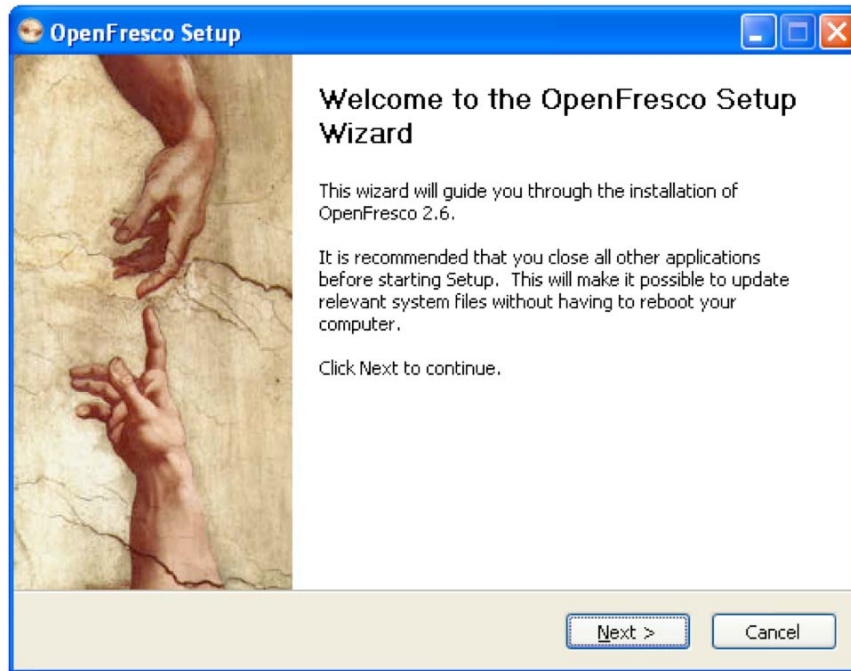 OpenFresco Setup
Welcome to the OpenFresco Setup
Wizard
This wizard will guide you through the installation of
OpenFresco 2.6.
It is recommended that you close all other applications
before starting Setup.  This will make it possible to update
relevant system files without having to reboot your
computer.
Click Next to continue.
Next >
Cancel